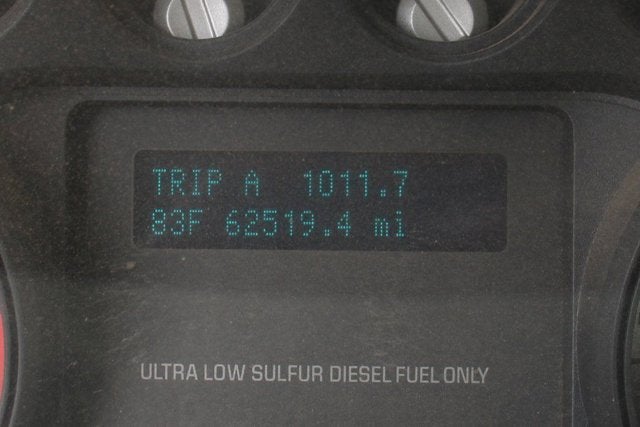 TRIP A 1011.7
83F 62519.4 mi
ULTRA LOW SULFUR DIESEL FUEL ONLY